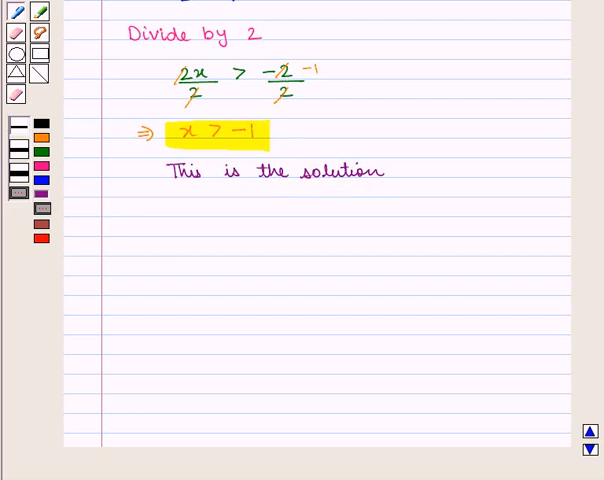 Divide by 2
2x/2 > -2/2 -1
⇒ x > -1
This is the solution